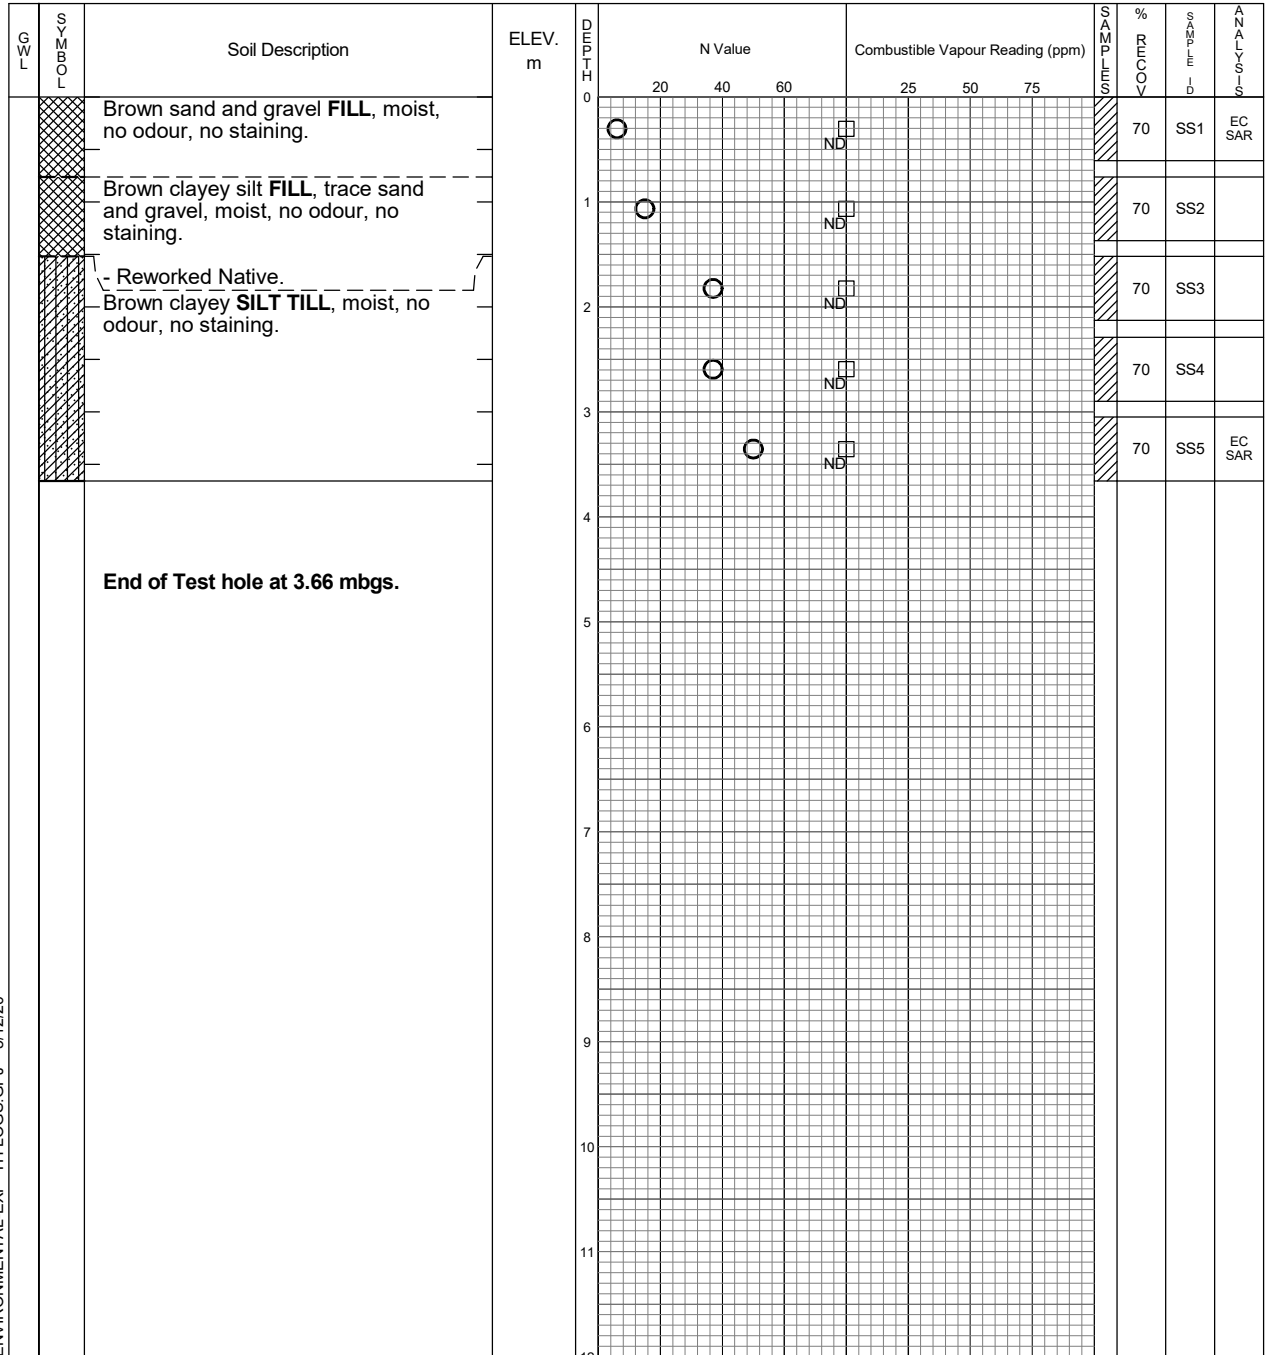 GWL
SYMBOL
Soil Description
ELEV.
m
DEPTH
N Value
20 40 60
Combustible Vapour Reading (ppm)
25 50 75
SAMPLES
% RECOV
SAMPLE ID
ANALYSIS
0
Brown sand and gravel FILL, moist,
no odour, no staining.
ND
70 SS1 EC
SAR
Brown clayey silt FILL, trace sand
and gravel, moist, no odour, no
staining.
1
ND
70 SS2
- Reworked Native.
Brown clayey SILT TILL, moist, no
odour, no staining.
2
ND
70 SS3
ND
70 SS4
3
ND
70 SS5 EC
SAR
4
End of Test hole at 3.66 mbgs.
5
6
7
8
9
10
11